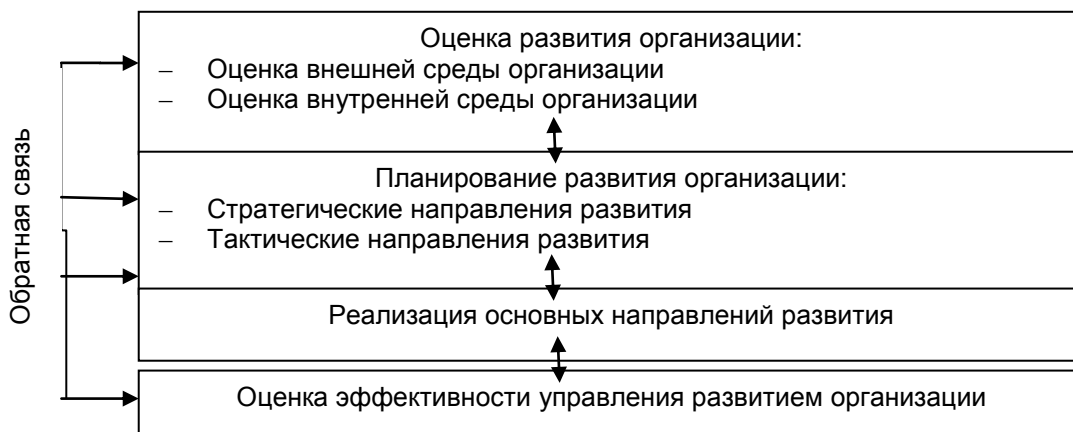 Обратная связь
Оценка развития организации:
– Оценка внешней среды организации
– Оценка внутренней среды организации
Планирование развития организации:
– Стратегические направления развития
– Тактические направления развития
Реализация основных направлений развития
Оценка эффективности управления развитием организации